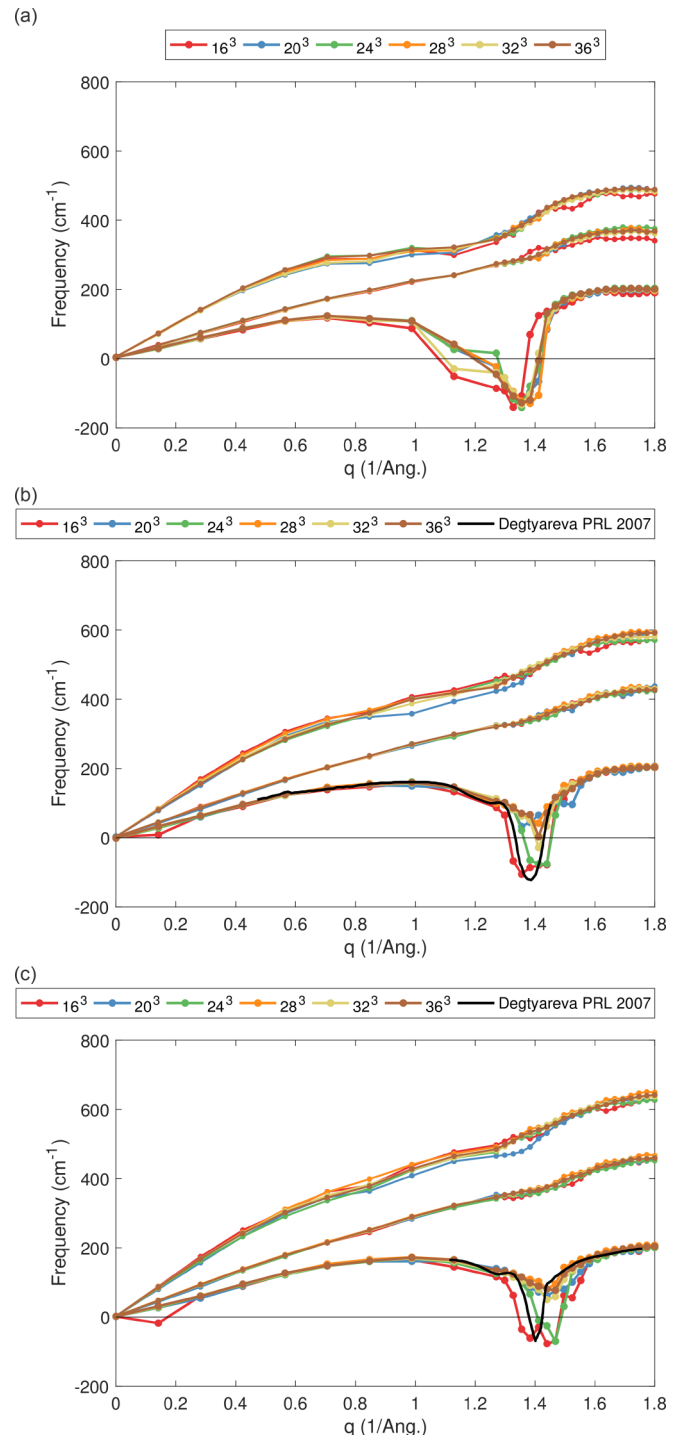 (a)
16³ 20³ 24³ 28³ 32³ 36³
800
600
400
200
0
-200
Frequency (cm⁻¹)
0 0.2 0.4 0.6 0.8 1 1.2 1.4 1.6 1.8
q (1/Ang.)
(b)
16³ 20³ 24³ 28³ 32³ 36³ Degtyareva PRL 2007
800
600
400
200
0
-200
Frequency (cm⁻¹)
0 0.2 0.4 0.6 0.8 1 1.2 1.4 1.6 1.8
q (1/Ang.)
(c)
16³ 20³ 24³ 28³ 32³ 36³ Degtyareva PRL 2007
800
600
400
200
0
-200
Frequency (cm⁻¹)
0 0.2 0.4 0.6 0.8 1 1.2 1.4 1.6 1.8
q (1/Ang.)